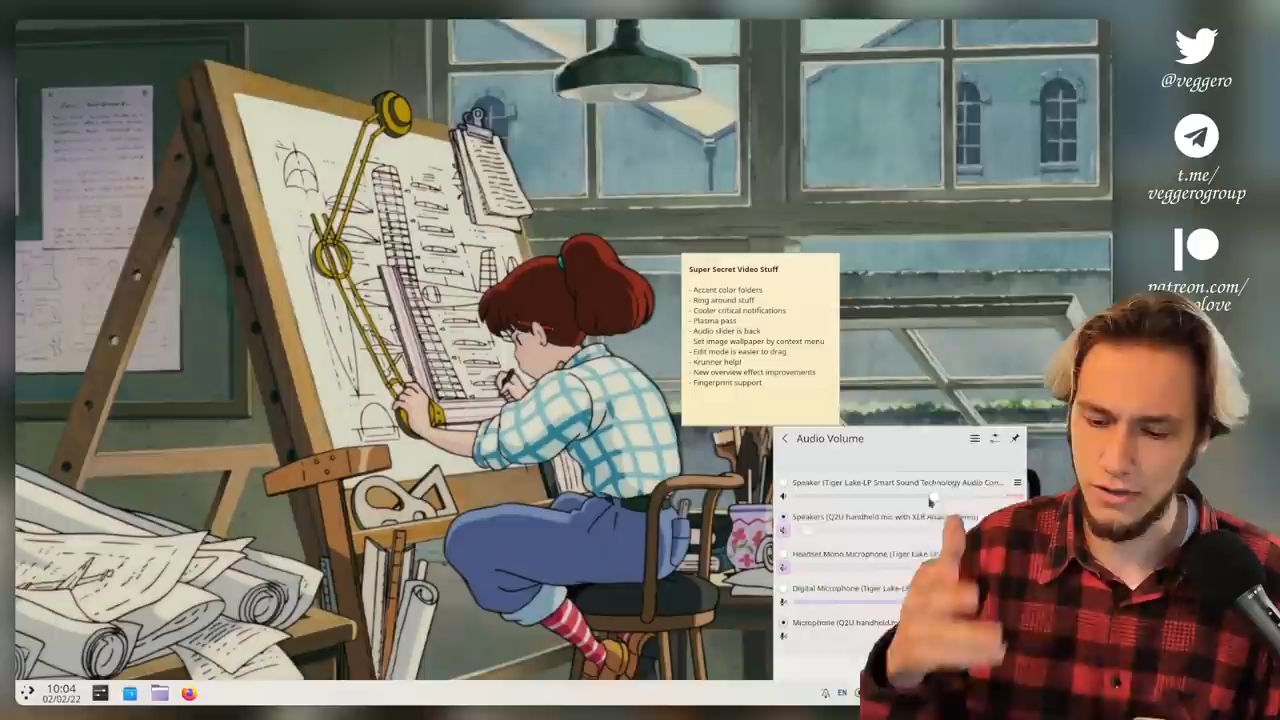 @veggero
t.me/
veggerogroup
patreon.com/
Super Secret Video Stuff
- Accent color folders
- Ring around stuff
- Cooler critical notifications
- Plasma pass
- Audio slider is back
- Set image wallpaper by context menu
- Edit mode is easier to drag
- Krunner help!
- New overview effect improvements
- Fingerprint support
Audio Volume
Speaker (Tiger Lake-LP Smart Sound Technology Audio Con...
Speakers (Q2U handheld mic with XLR
Headset Mono Microphone (Tiger Lake
Digital Microphone (Tiger Lake-L
Microphone (Q2U handheld
10:04
02/02/22
EN